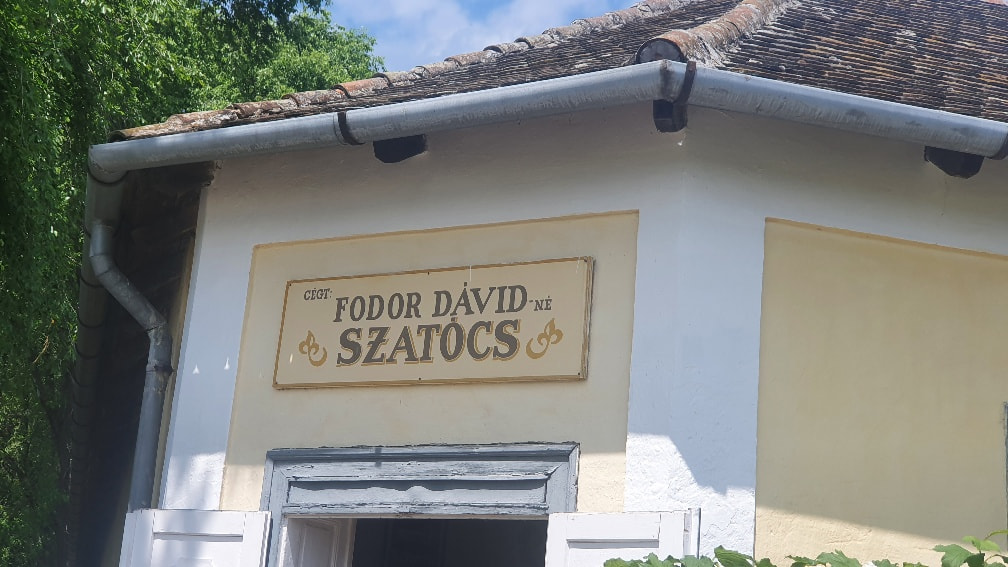 CÉGT:
FODOR DÁVID-NÉ
SZATÓCS